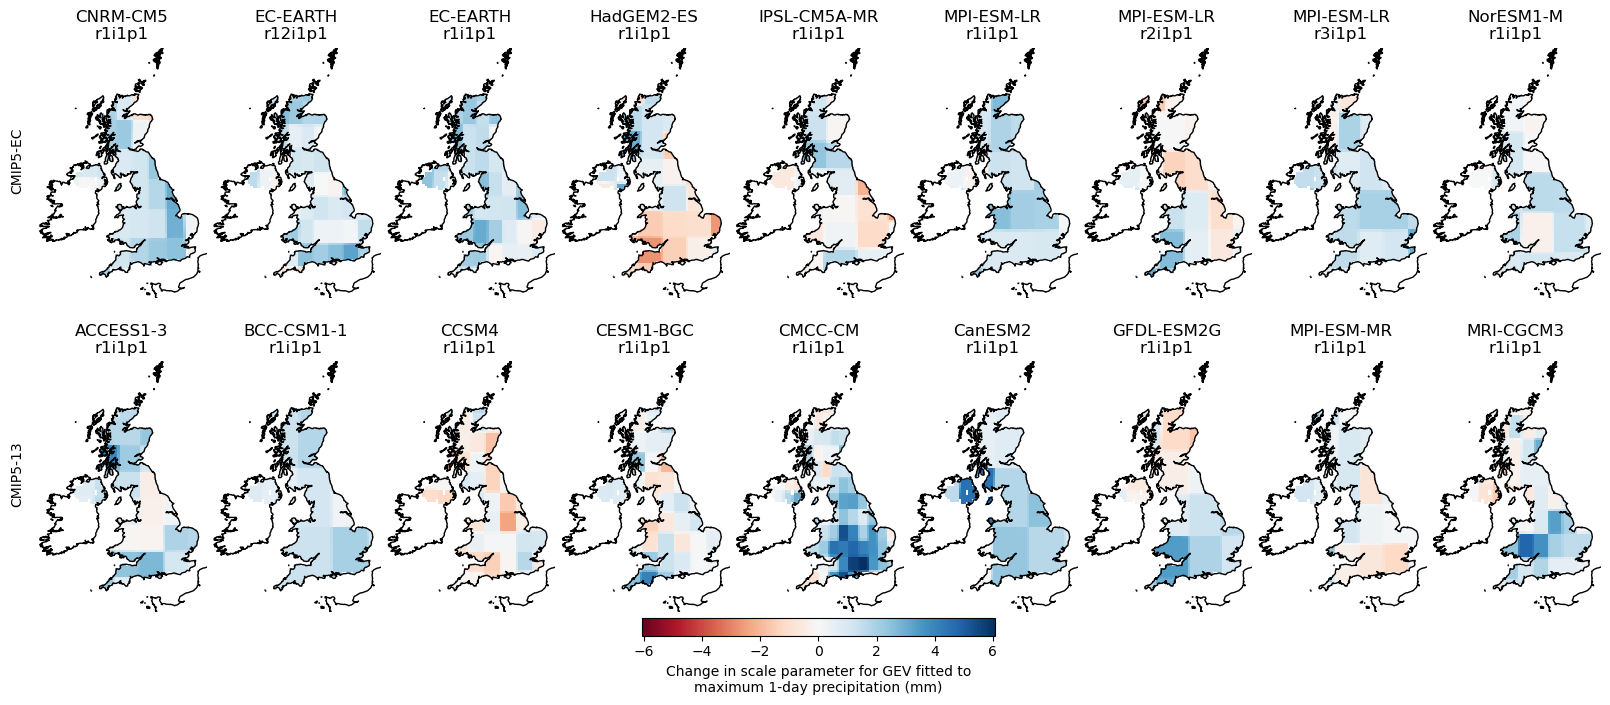 CNRM-CM5
r1i1p1
EC-EARTH
r12i1p1
EC-EARTH
r1i1p1
HadGEM2-ES
r1i1p1
IPSL-CM5A-MR
r1i1p1
MPI-ESM-LR
r1i1p1
MPI-ESM-LR
r2i1p1
MPI-ESM-LR
r3i1p1
NorESM1-M
r1i1p1
CMIP5-EC
ACCESS1-3
r1i1p1
BCC-CSM1-1
r1i1p1
CCSM4
r1i1p1
CESM1-BGC
r1i1p1
CMCC-CM
r1i1p1
CanESM2
r1i1p1
GFDL-ESM2G
r1i1p1
MPI-ESM-MR
r1i1p1
MRI-CGCM3
r1i1p1
CMIP5-13
−6 −4 −2 0 2 4 6
Change in scale parameter for GEV fitted to
maximum 1-day precipitation (mm)